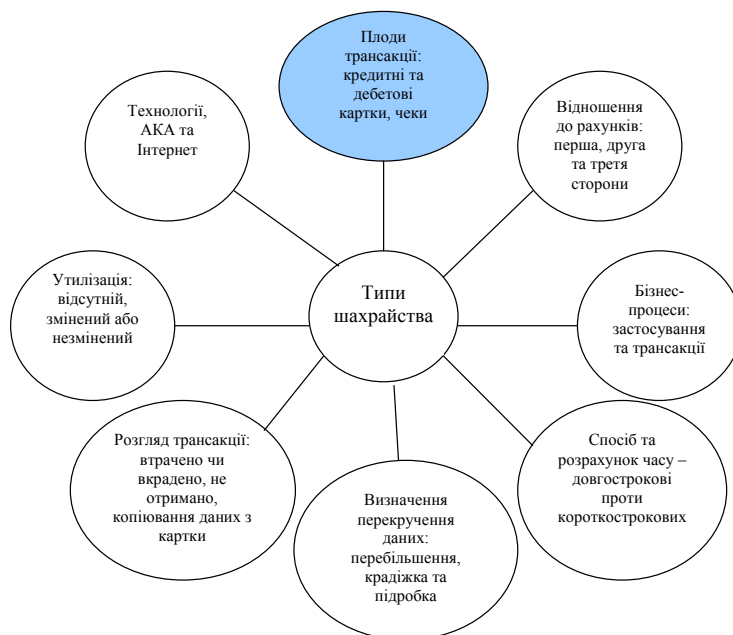 Плоди
трансакції:
кредитні та
дебетові
картки, чеки
Технології,
АКА та
Інтернет
Відношення
до рахунків:
перша, друга
та третя
сторони
Утилізація:
відсутній,
змінений або
незмінений
Типи
шахрайства
Бізнес-
процеси:
застосування
та трансакції
Розгляд трансакції:
втрачено чи
вкрадено, не
отримано,
копіювання даних з
картки
Визначення
перекручення
даних:
перебільшення,
крадіжка та
підробка
Спосіб та
розрахунок часу –
довгострокові
проти
короткострокових